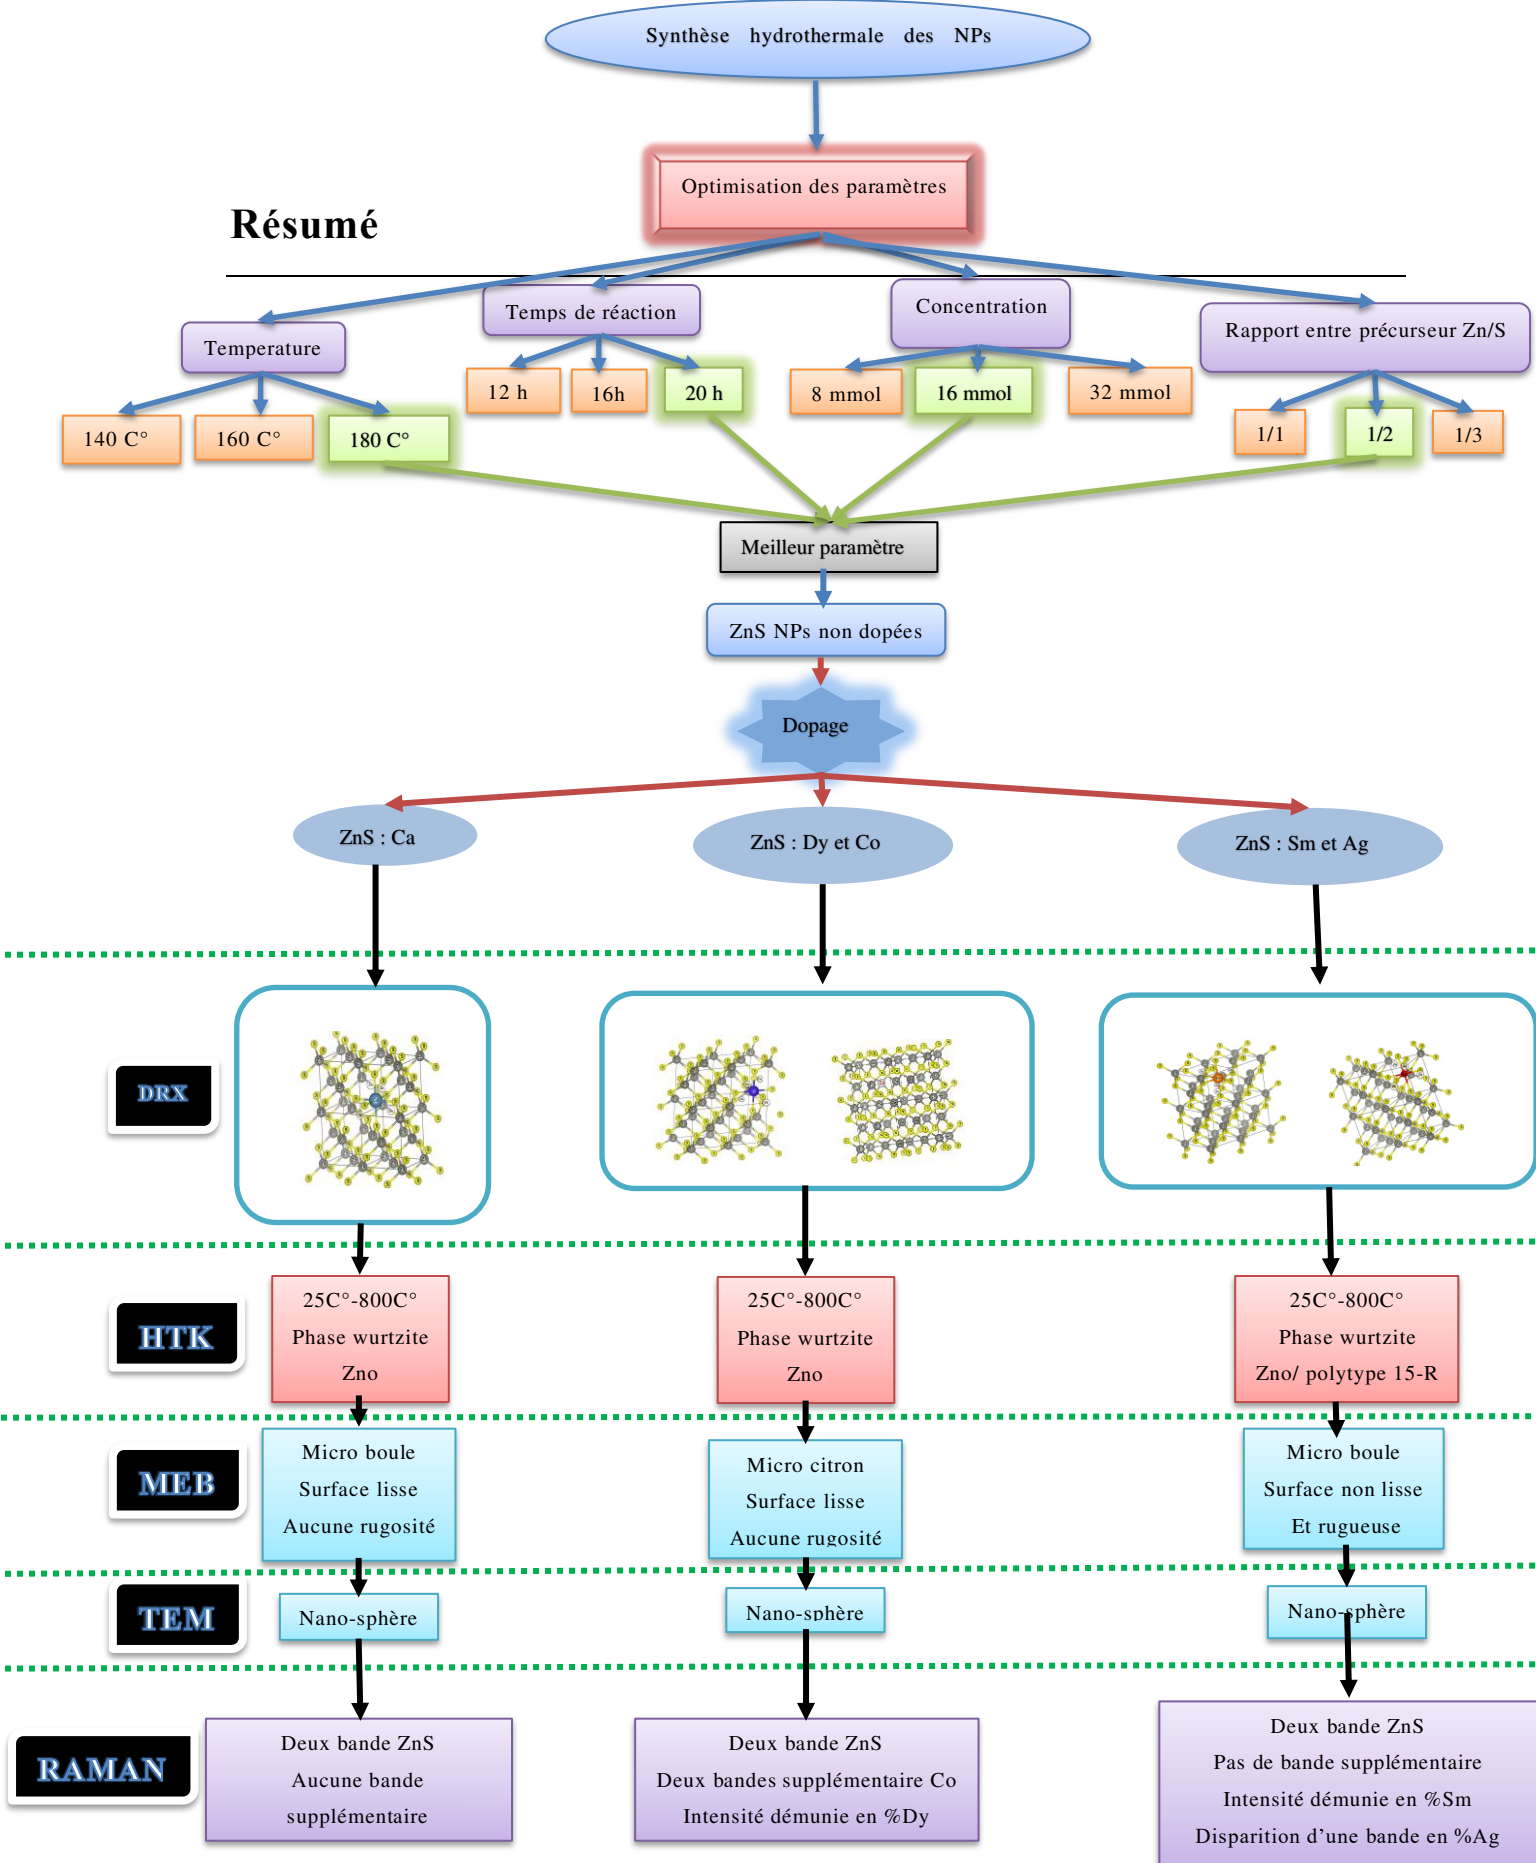 Synthèse hydrothermale des NPs
Optimisation des paramètres
Résumé
Temperature
Temps de réaction
Concentration
Rapport entre précurseur Zn/S
140 C°
160 C°
180 C°
12 h
16h
20 h
8 mmol
16 mmol
32 mmol
1/1
1/2
1/3
Meilleur paramètre
ZnS NPs non dopées
Dopage
ZnS : Ca
ZnS : Dy et Co
ZnS : Sm et Ag
DRX
HTK
25C°-800C°
Phase wurtzite
Zno
25C°-800C°
Phase wurtzite
Zno
25C°-800C°
Phase wurtzite
Zno/ polytype 15-R
MEB
Micro boule
Surface lisse
Aucune rugosité
Micro citron
Surface lisse
Aucune rugosité
Micro boule
Surface non lisse
Et rugueuse
TEM
Nano-sphère
Nano-sphère
Nano-sphère
RAMAN
Deux bande ZnS
Aucune bande
supplémentaire
Deux bande ZnS
Deux bandes supplémentaire Co
Intensité démunie en %Dy
Deux bande ZnS
Pas de bande supplémentaire
Intensité démunie en %Sm
Disparition d’une bande en %Ag